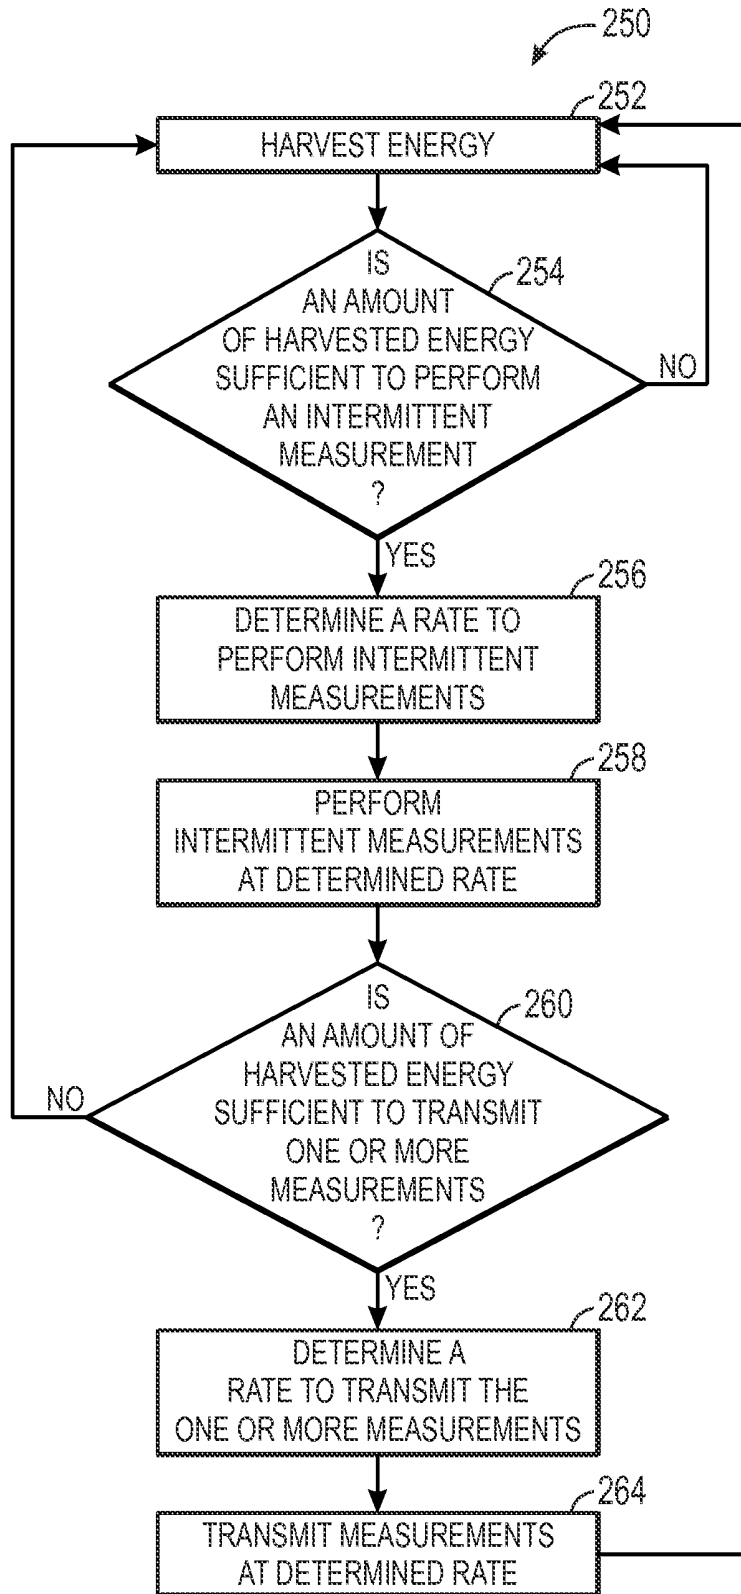 250
252
HARVEST ENERGY
254
IS
AN AMOUNT
OF HARVESTED ENERGY
SUFFICIENT TO PERFORM
AN INTERMITTENT
MEASUREMENT
?
NO
YES
256
DETERMINE A RATE TO
PERFORM INTERMITTENT
MEASUREMENTS
258
PERFORM
INTERMITTENT MEASUREMENTS
AT DETERMINED RATE
260
IS
AN AMOUNT OF
HARVESTED ENERGY
SUFFICIENT TO TRANSMIT
ONE OR MORE
MEASUREMENTS
?
NO
YES
262
DETERMINE A
RATE TO TRANSMIT THE
ONE OR MORE MEASUREMENTS
264
TRANSMIT MEASUREMENTS
AT DETERMINED RATE